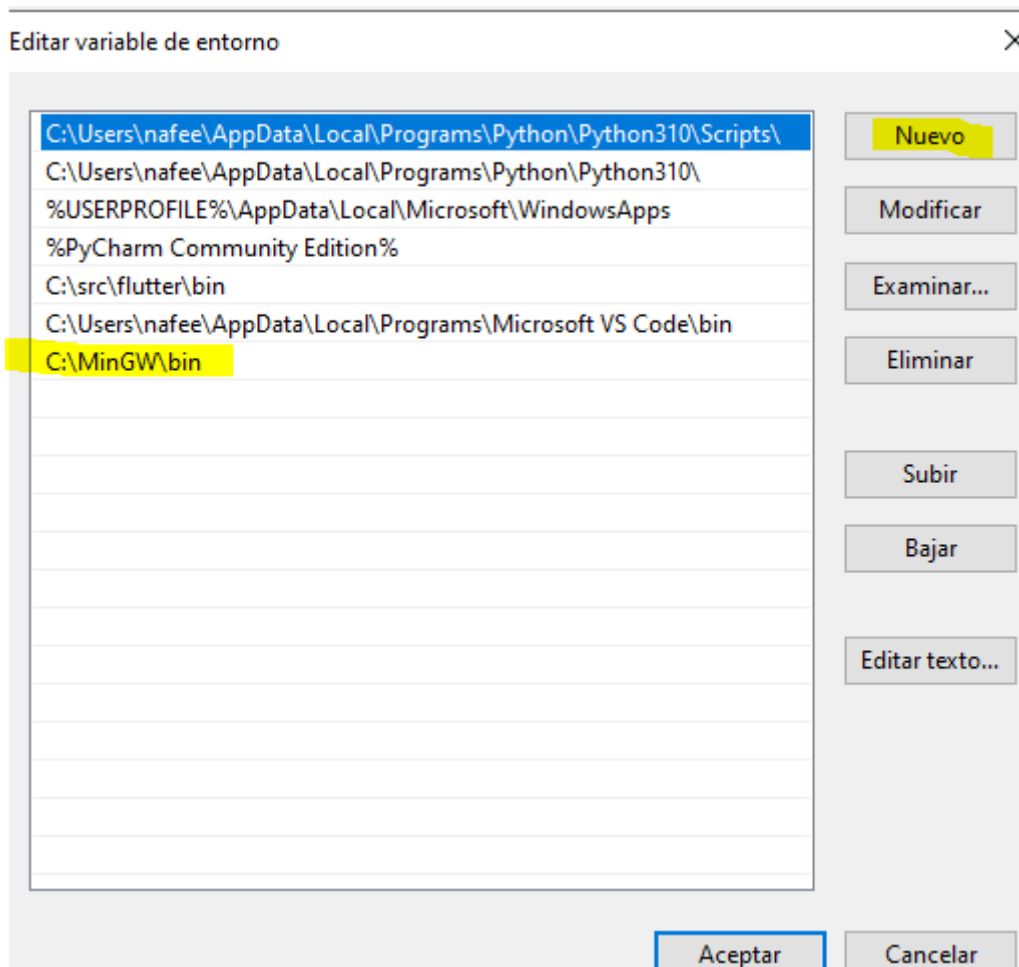 Editar variable de entorno
C:\Users\nafee\AppData\Local\Programs\Python\Python310\Scripts\
C:\Users\nafee\AppData\Local\Programs\Python\Python310\
%USERPROFILE%\AppData\Local\Microsoft\WindowsApps
%PyCharm Community Edition%
C:\src\flutter\bin
C:\Users\nafee\AppData\Local\Programs\Microsoft VS Code\bin
C:\MinGW\bin
Nuevo
Modificar
Examinar...
Eliminar
Subir
Bajar
Editar texto...
Aceptar
Cancelar